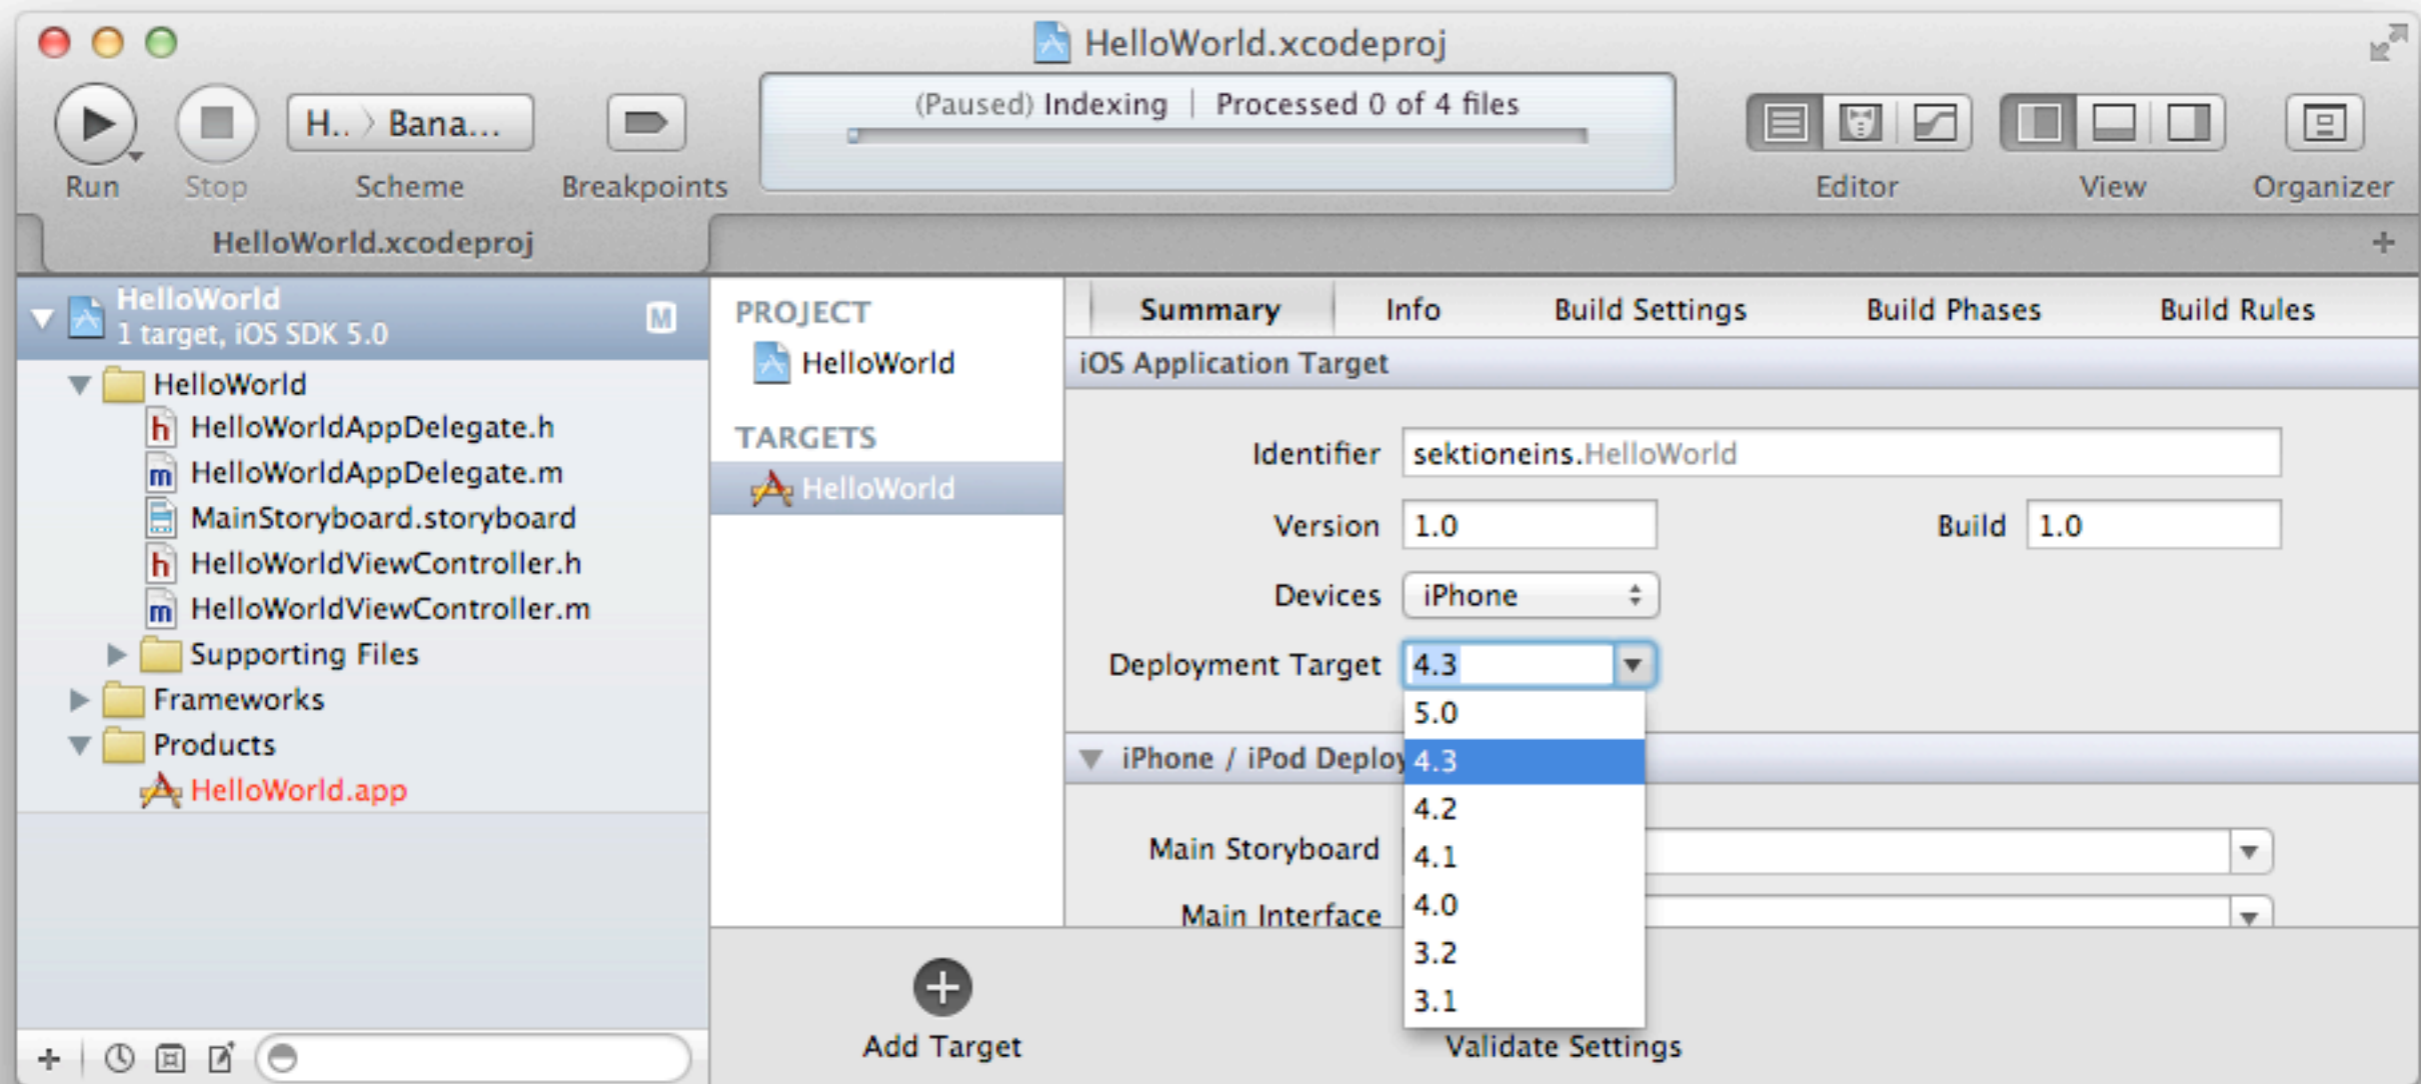 HelloWorld.xcodeproj
H.. 〉 Bana...
(Paused) Indexing | Processed 0 of 4 files
Run
Stop
Scheme
Breakpoints
Editor
View
Organizer
HelloWorld.xcodeproj
HelloWorld
1 target, iOS SDK 5.0
M
HelloWorld
h HelloWorldAppDelegate.h
m HelloWorldAppDelegate.m
MainStoryboard.storyboard
h HelloWorldViewController.h
m HelloWorldViewController.m
Supporting Files
Frameworks
Products
HelloWorld.app
PROJECT
HelloWorld
TARGETS
HelloWorld
Summary
Info
Build Settings
Build Phases
Build Rules
iOS Application Target
Identifier sektioneins.HelloWorld
Version 1.0
Build 1.0
Devices iPhone
Deployment Target 4.3
5.0
4.3
4.2
4.1
4.0
3.2
3.1
iPhone / iPod Deploy
Main Storyboard
Main Interface
Add Target
Validate Settings